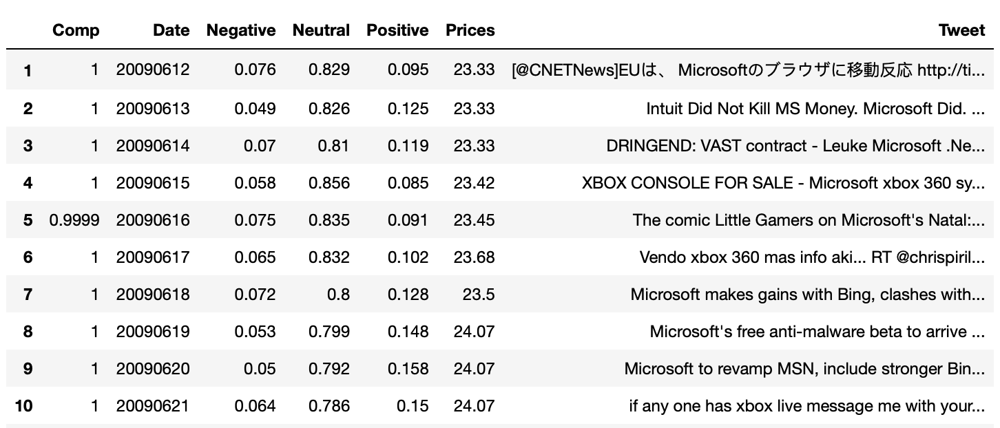 Comp Date Negative Neutral Positive Prices Tweet
1 1 20090612 0.076 0.829 0.095 23.33 [@CNETNews]EUは、 Microsoftのブラウザに移動反応 http://ti...
2 1 20090613 0.049 0.826 0.125 23.33 Intuit Did Not Kill MS Money. Microsoft Did. ...
3 1 20090614 0.07 0.81 0.119 23.33 DRINGEND: VAST contract - Leuke Microsoft .Ne...
4 1 20090615 0.058 0.856 0.085 23.42 XBOX CONSOLE FOR SALE - Microsoft xbox 360 sy...
5 0.9999 20090616 0.075 0.835 0.091 23.45 The comic Little Gamers on Microsoft's Natal:...
6 1 20090617 0.065 0.832 0.102 23.68 Vendo xbox 360 mas info aki... RT @chrispiril...
7 1 20090618 0.072 0.8 0.128 23.5 Microsoft makes gains with Bing, clashes with...
8 1 20090619 0.053 0.799 0.148 24.07 Microsoft's free anti-malware beta to arrive ...
9 1 20090620 0.05 0.792 0.158 24.07 Microsoft to revamp MSN, include stronger Bin...
10 1 20090621 0.064 0.786 0.15 24.07 if any one has xbox live message me with your...